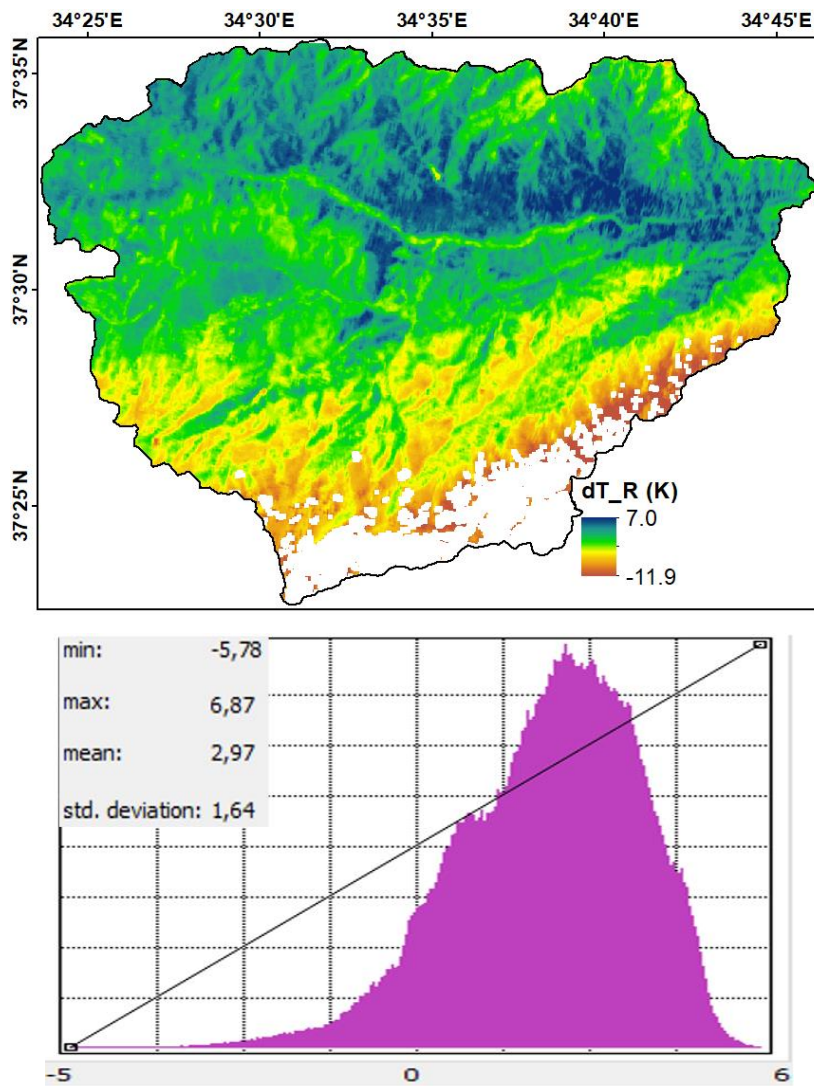 34°25'E 34°30'E 34°35'E 34°40'E 34°45'E
37°35'N
37°30'N
37°25'N
dT_R (K)
7.0
-11.9
min: -5,78
max: 6,87
mean: 2,97
std. deviation: 1,64
-5 0 6